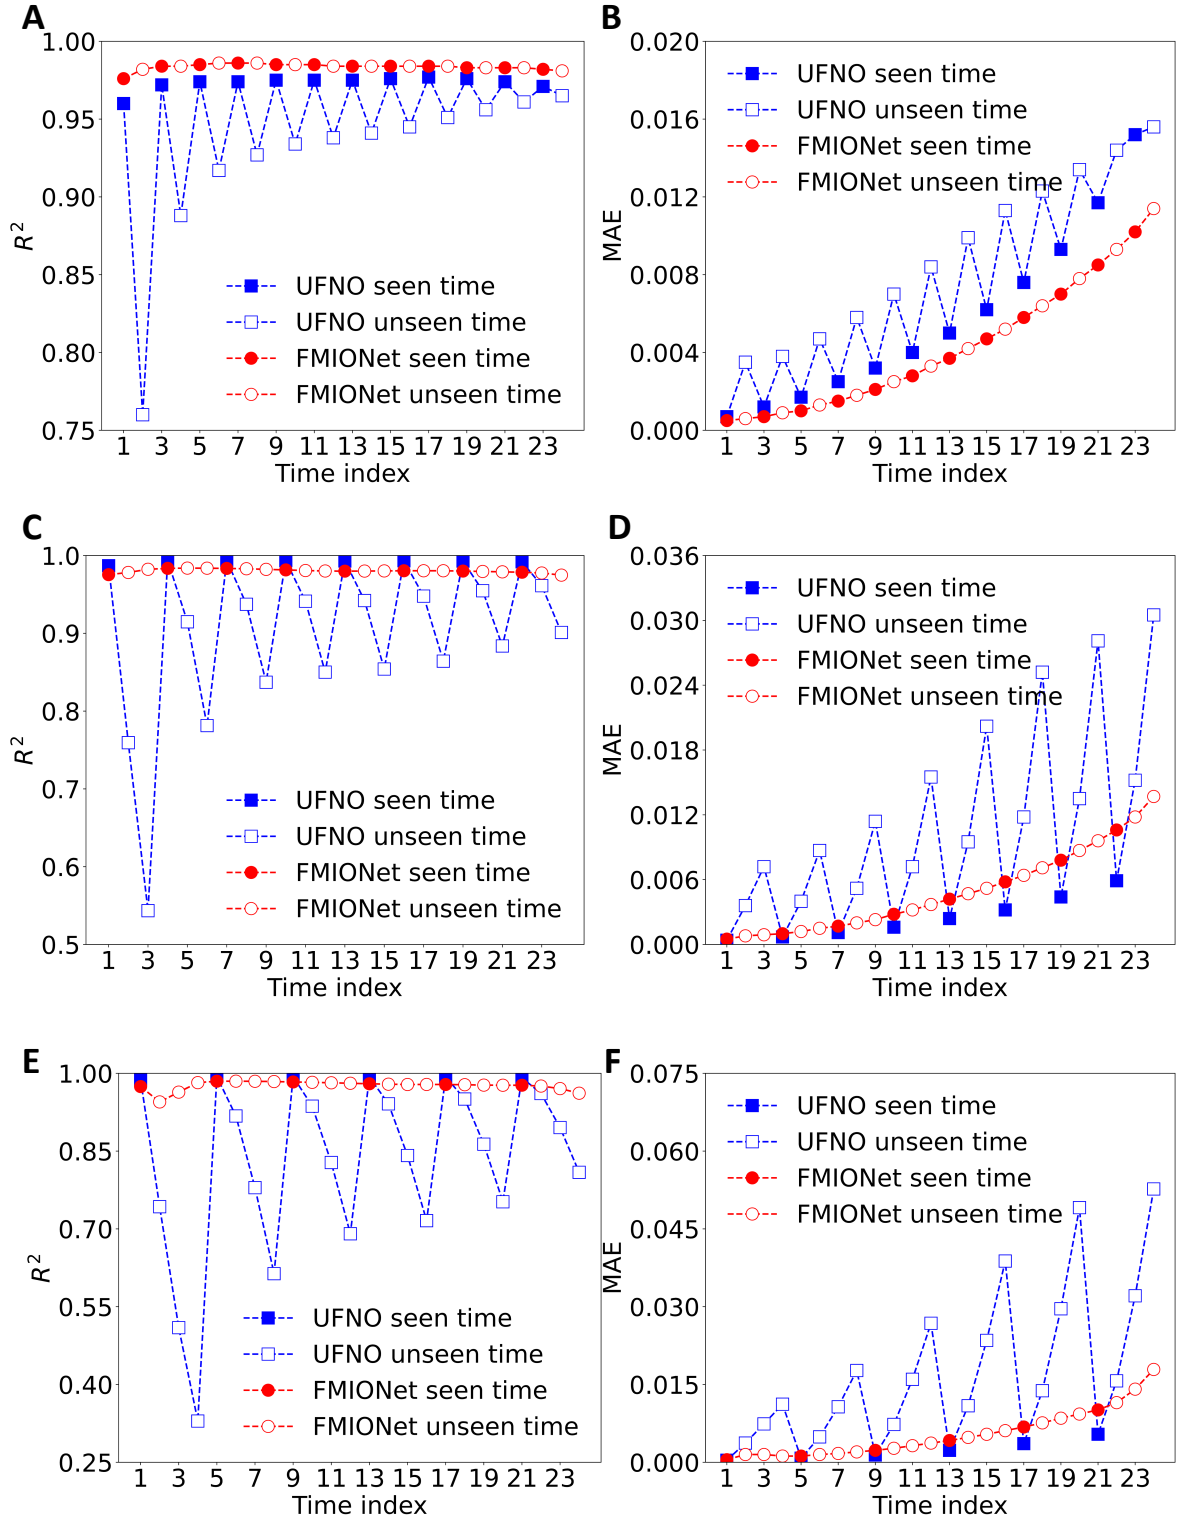 A
1.00
0.95
0.90
0.85
0.80
0.75
R²
UFNO seen time
UFNO unseen time
FMIONet seen time
FMIONet unseen time
1 3 5 7 9 11 13 15 17 19 21 23
Time index
B
0.020
0.016
0.012
0.008
0.004
0.000
MAE
UFNO seen time
UFNO unseen time
FMIONet seen time
FMIONet unseen time
1 3 5 7 9 11 13 15 17 19 21 23
Time index
C
1.0
0.9
0.8
0.7
0.6
0.5
R²
UFNO seen time
UFNO unseen time
FMIONet seen time
FMIONet unseen time
1 3 5 7 9 11 13 15 17 19 21 23
Time index
D
0.036
0.030
0.024
0.018
0.012
0.006
0.000
MAE
UFNO seen time
UFNO unseen time
FMIONet seen time
FMIONet unseen time
1 3 5 7 9 11 13 15 17 19 21 23
Time index
E
1.00
0.85
0.70
0.55
0.40
0.25
R²
UFNO seen time
UFNO unseen time
FMIONet seen time
FMIONet unseen time
1 3 5 7 9 11 13 15 17 19 21 23
Time index
F
0.075
0.060
0.045
0.030
0.015
0.000
MAE
UFNO seen time
UFNO unseen time
FMIONet seen time
FMIONet unseen time
1 3 5 7 9 11 13 15 17 19 21 23
Time index